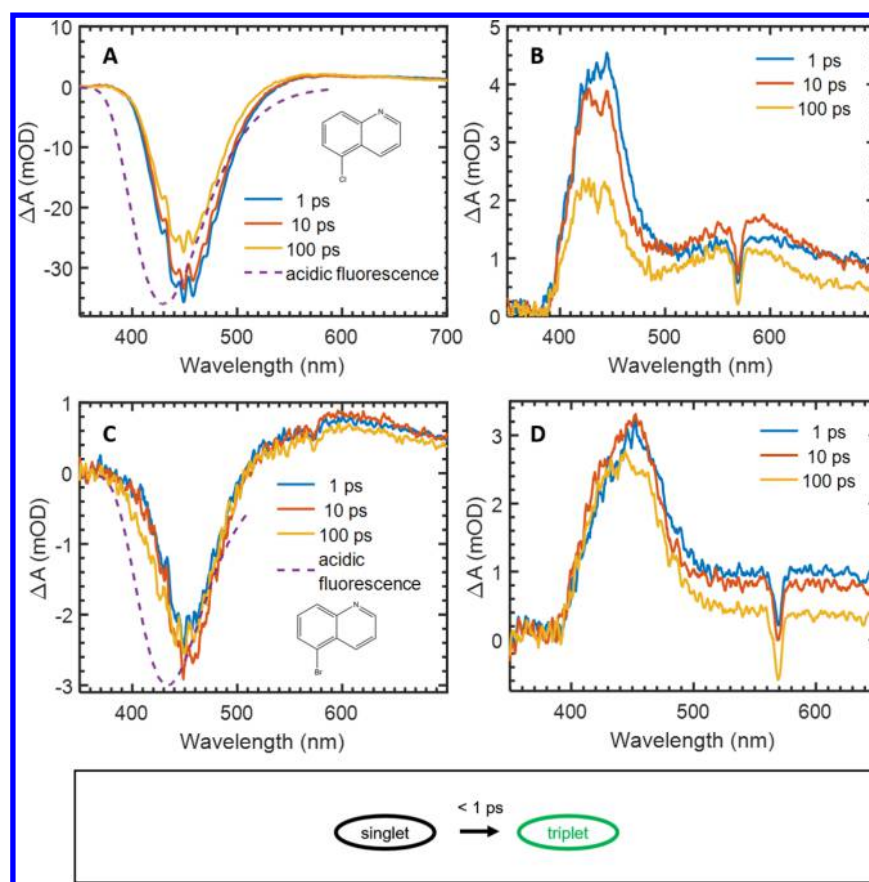 A
10
0
-10
-20
-30
ΔA (mOD)
N
Cl
1 ps
10 ps
100 ps
acidic fluorescence
400 500 600 700
Wavelength (nm)
B
5
4
3
2
1
0
ΔA (mOD)
1 ps
10 ps
100 ps
400 500 600
Wavelength (nm)
C
1
0
-1
-2
-3
ΔA (mOD)
1 ps
10 ps
100 ps
acidic
fluorescence
N
Br
400 500 600
Wavelength (nm)
D
3
2
1
0
ΔA (mOD)
1 ps
10 ps
100 ps
400 500 600
Wavelength (nm)
singlet < 1 ps triplet